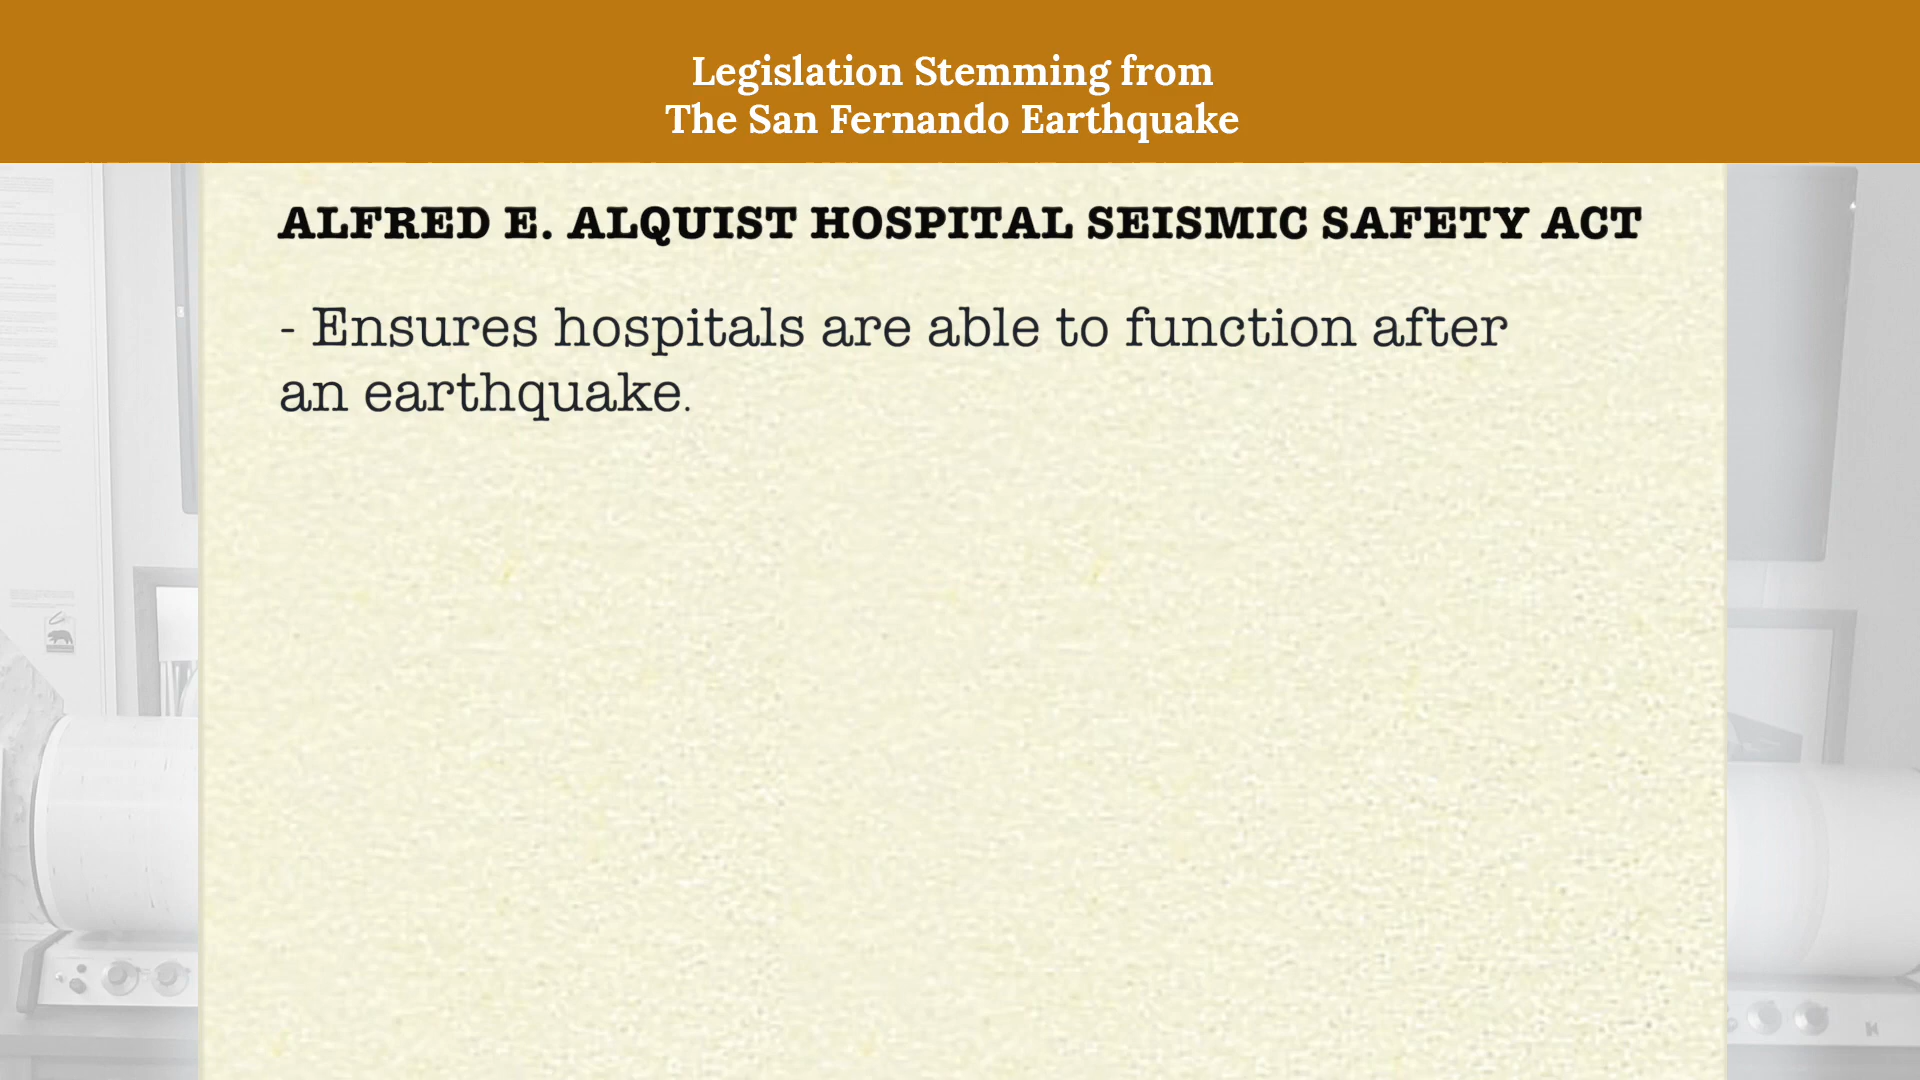 Legislation Stemming from
The San Fernando Earthquake
ALFRED E. ALQUIST HOSPITAL SEISMIC SAFETY ACT
- Ensures hospitals are able to function after
an earthquake.